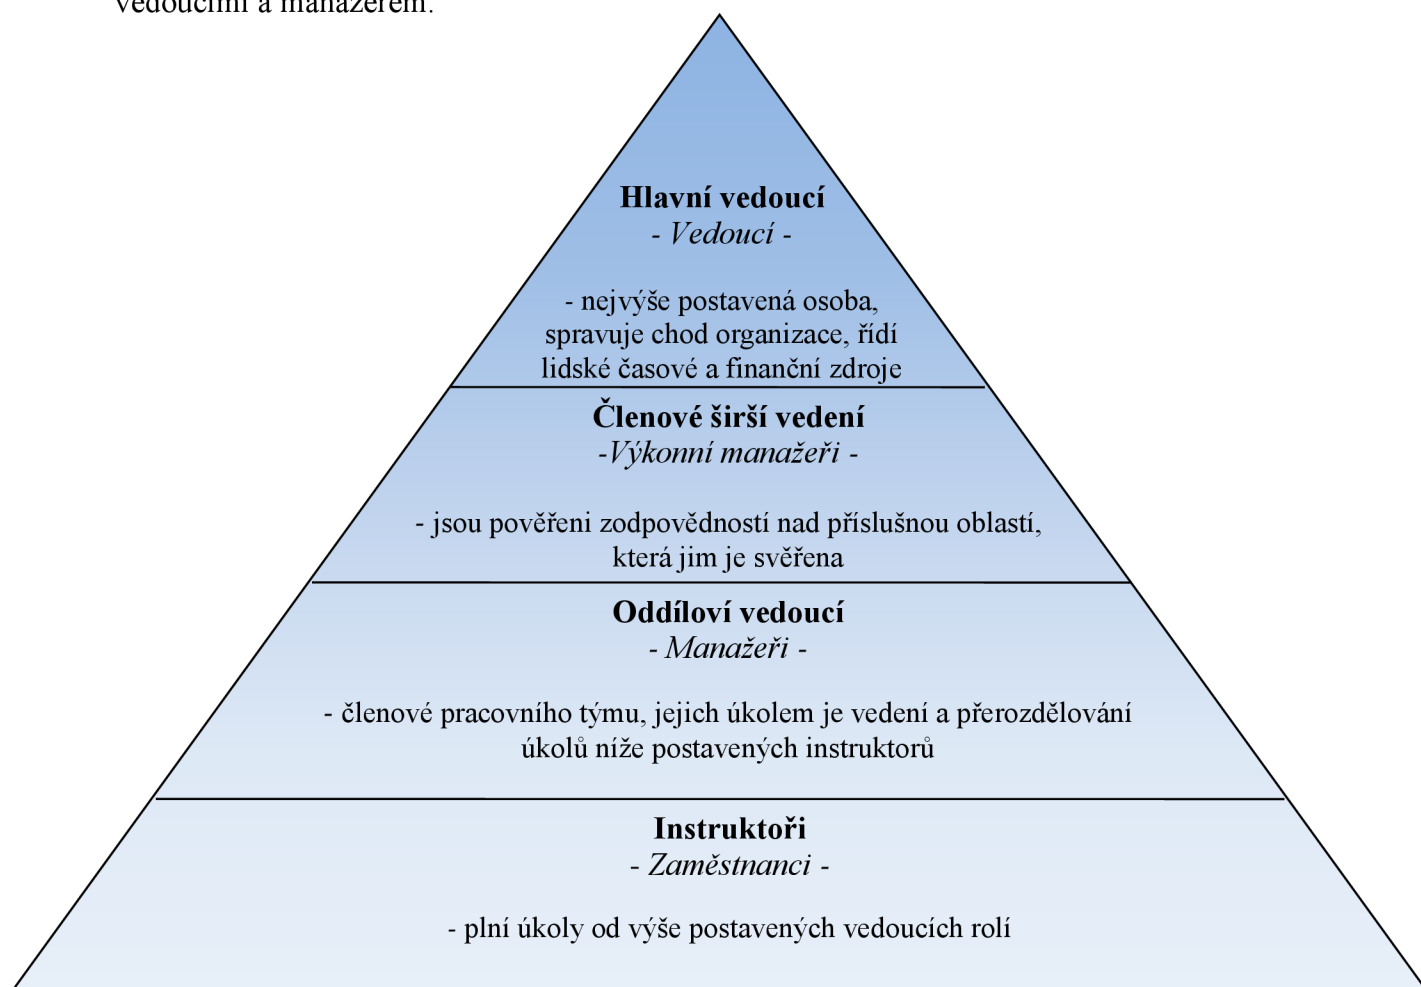 vedoucími a manažerem.
Hlavní vedoucí
- Vedoucí -
- nejvýše postavená osoba,
spravuje chod organizace, řídí
lidské časové a finanční zdroje
Členové širší vedení
-Výkonní manažeři -
- jsou pověřeni zodpovědností nad příslušnou oblastí,
která jim je svěřena
Oddíloví vedoucí
- Manažeři -
- členové pracovního týmu, jejich úkolem je vedení a přerozdělování
úkolů níže postavených instruktorů
Instruktoři
- Zaměstnanci -
- plní úkoly od výše postavených vedoucích rolí